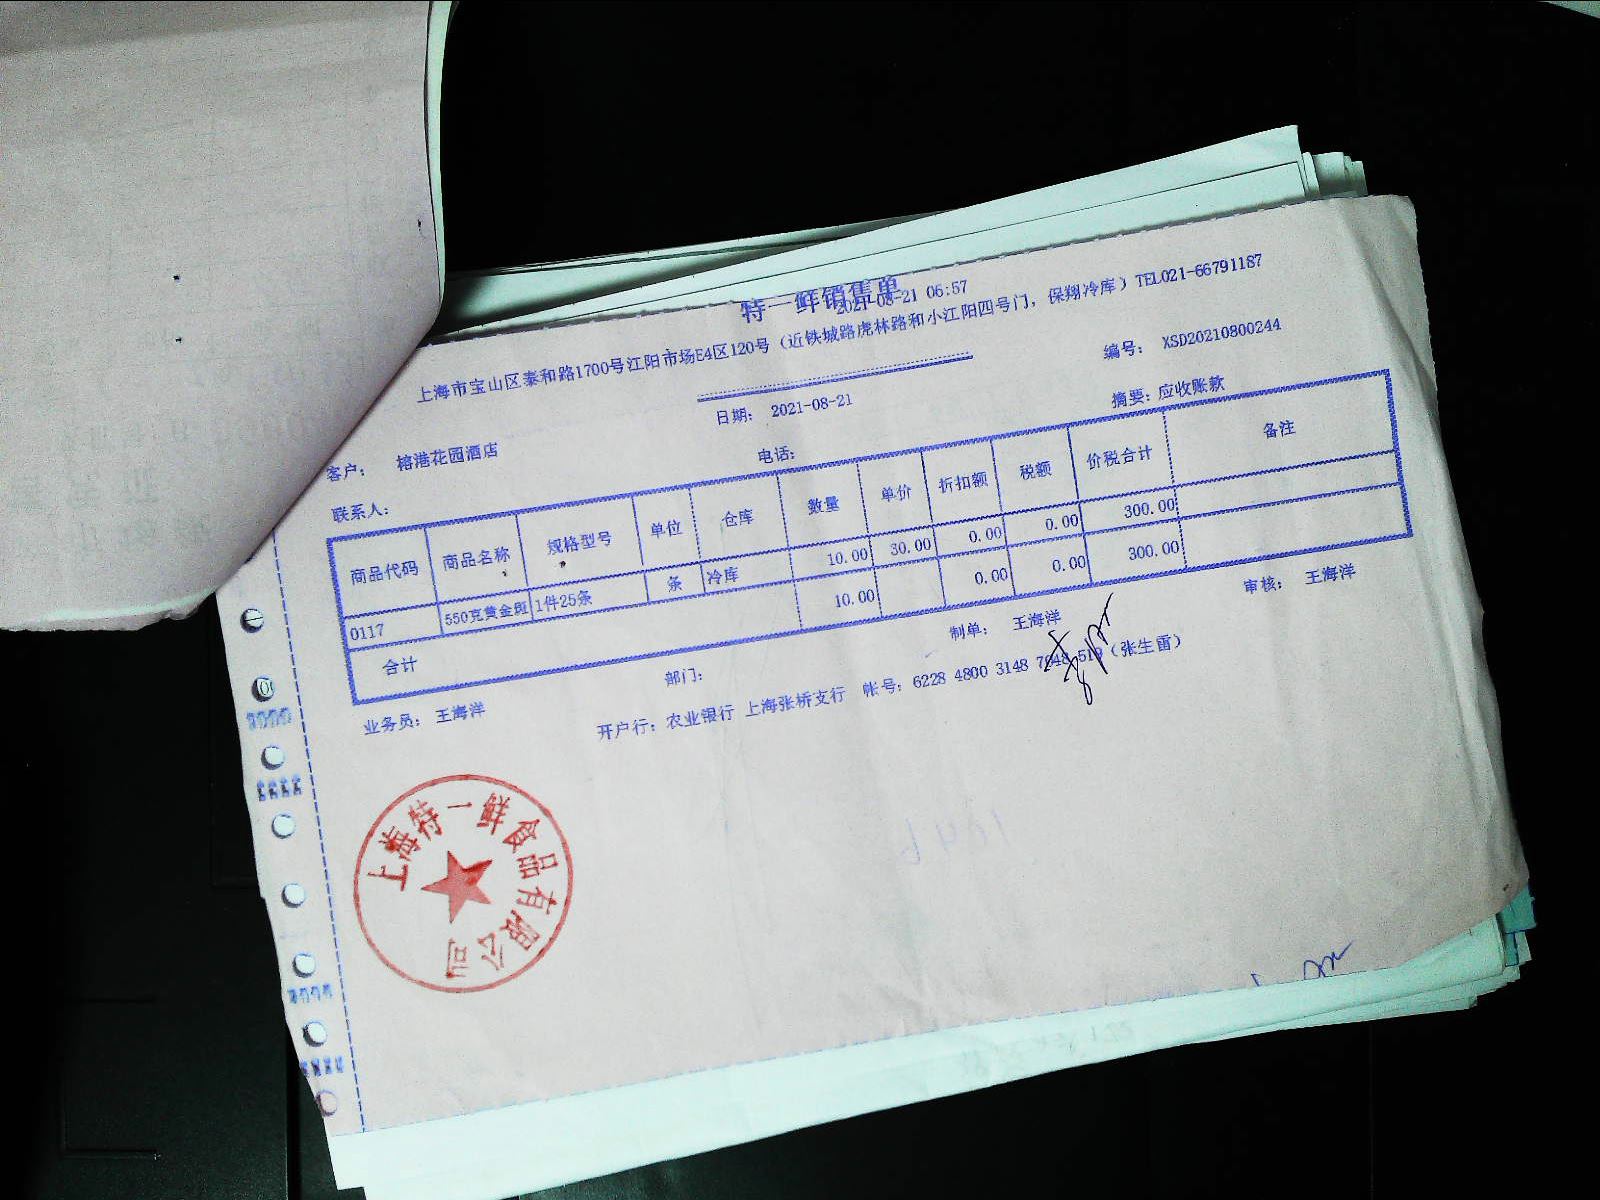 特一鲜销售单
2021-08-21 06:57
上海市宝山区泰和路1700号江阳市场E4区120号（近铁城路虎林路和小江阳四号门，保翔冷库）TEL021-66791187
日期： 2021-08-21 编号： XSD20210800244
客户： 榕港花园酒店 电话： 摘要：应收账款
联系人：
商品代码 商品名称 规格型号 单位 仓库 数量 单价 折扣额 税额 价税合计 备注
0117 550克黄金斑 1件25条 条 冷库 10.00 30.00 0.00 0.00 300.00
合计 10.00 0.00 0.00 300.00
业务员： 王海洋 部门： 制单： 王海洋 审核： 王海洋
开户行：农业银行 上海张桥支行 帐号：6228 4800 3148 519（张生雷）
上海特一鲜食品有限公司